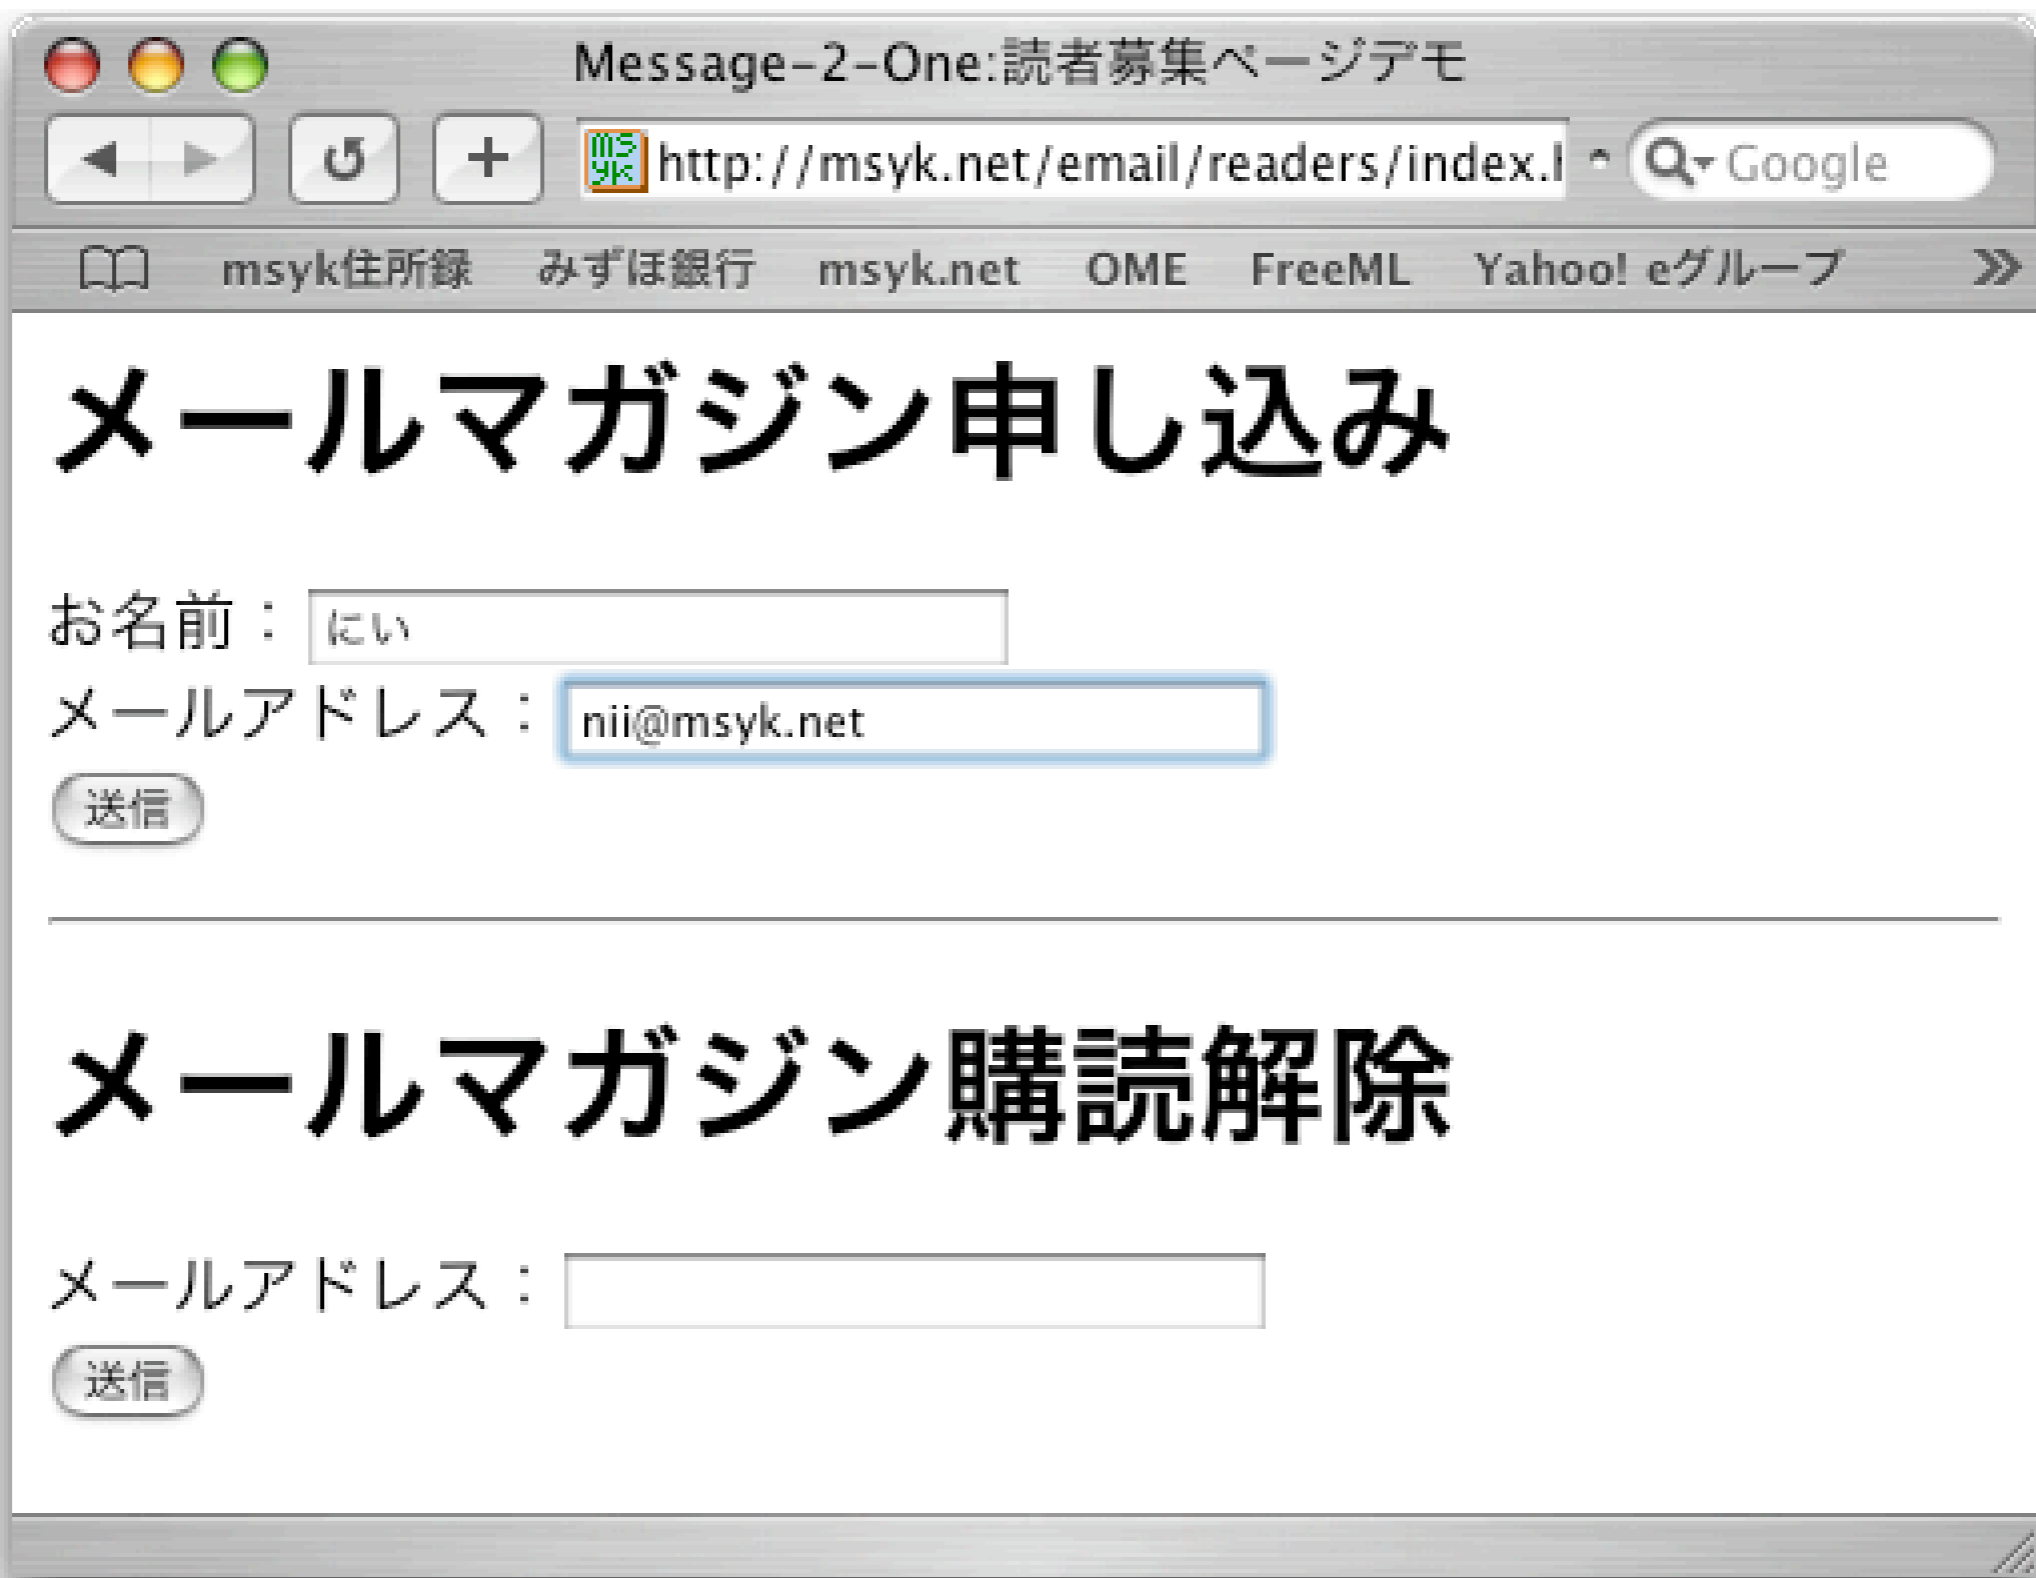 Message-2-One:読者募集ページデモ
ms
yk
http://msyk.net/email/readers/index.
Google
msyk住所録 みずほ銀行 msyk.net OME FreeML Yahoo! eグループ
メールマガジン申し込み
お名前： にい
メールアドレス： nii@msyk.net
送信
メールマガジン購読解除
メールアドレス：
送信